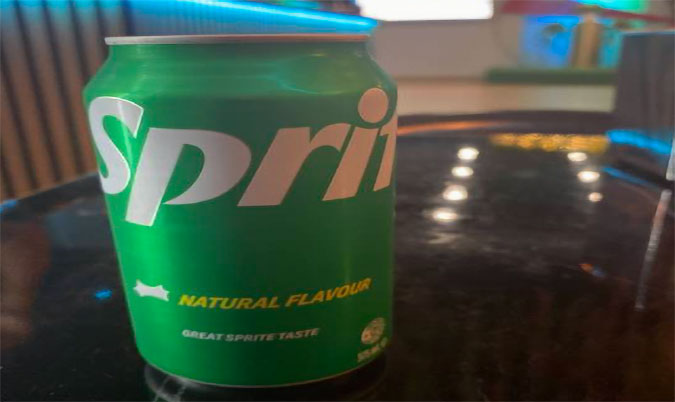 Sprit
NATURAL FLAVOUR
GREAT SPRITE TASTE